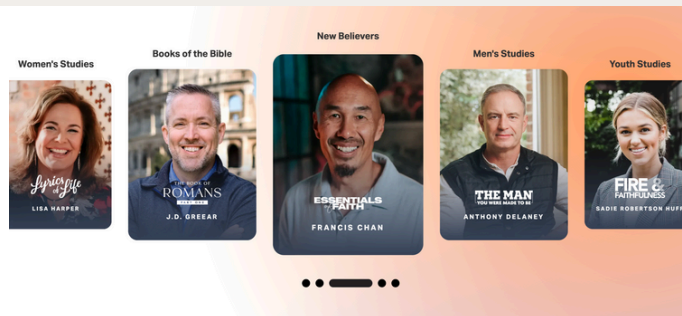 New Believers
Books of the Bible
Men's Studies
Women's Studies
Youth Studies
Lyrics of Life
LISA HARPER
THE BOOK OF
ROMANS
PART ONE
J.D. GREEAR
ESSENTIALS
FAITH
FRANCIS CHAN
THE MAN
YOU WERE MADE TO BE
ANTHONY DELANEY
FIRE &
FAITHFULNESS
SADIE ROBERTSON HUFF